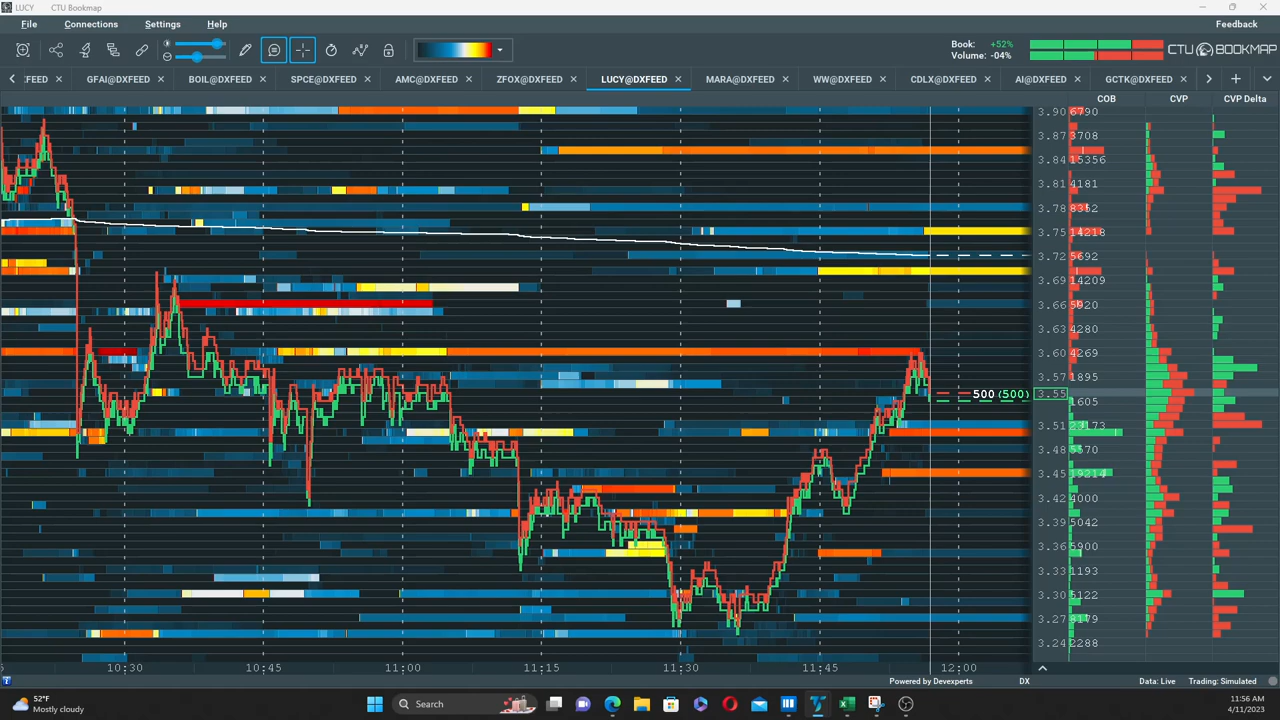 LUCY CTU Bookmap
File Connections Settings Help Feedback
Book: +52%
Volume: -04%
CTU BOOKMAP
FEED GFAI@DXFEED BOIL@DXFEED SPCE@DXFEED AMC@DXFEED ZFOX@DXFEED LUCY@DXFEED MARA@DXFEED WW@DXFEED CDLX@DXFEED AI@DXFEED GCTK@DXFEED
COB CVP CVP Delta
3.90 6790
3.87 3708
3.84 15356
3.81 4181
3.78 8352
3.75 14218
3.72 5692
3.69 14209
3.66 5920
3.63 4280
3.60 4269
3.57 1895
500 (500) 3.55
1605
3.51
3.48 5570
3.45 19214
3.42 4000
3.39 5042
3.36 5900
3.33 1193
3.30 5122
3.27 8179
3.24 2288
10:30 10:45 11:00 11:15 11:30 11:45 12:00
Powered by Devexperts DX Data: Live Trading: Simulated
52°F
Mostly cloudy
Search
11:56 AM
4/11/2023